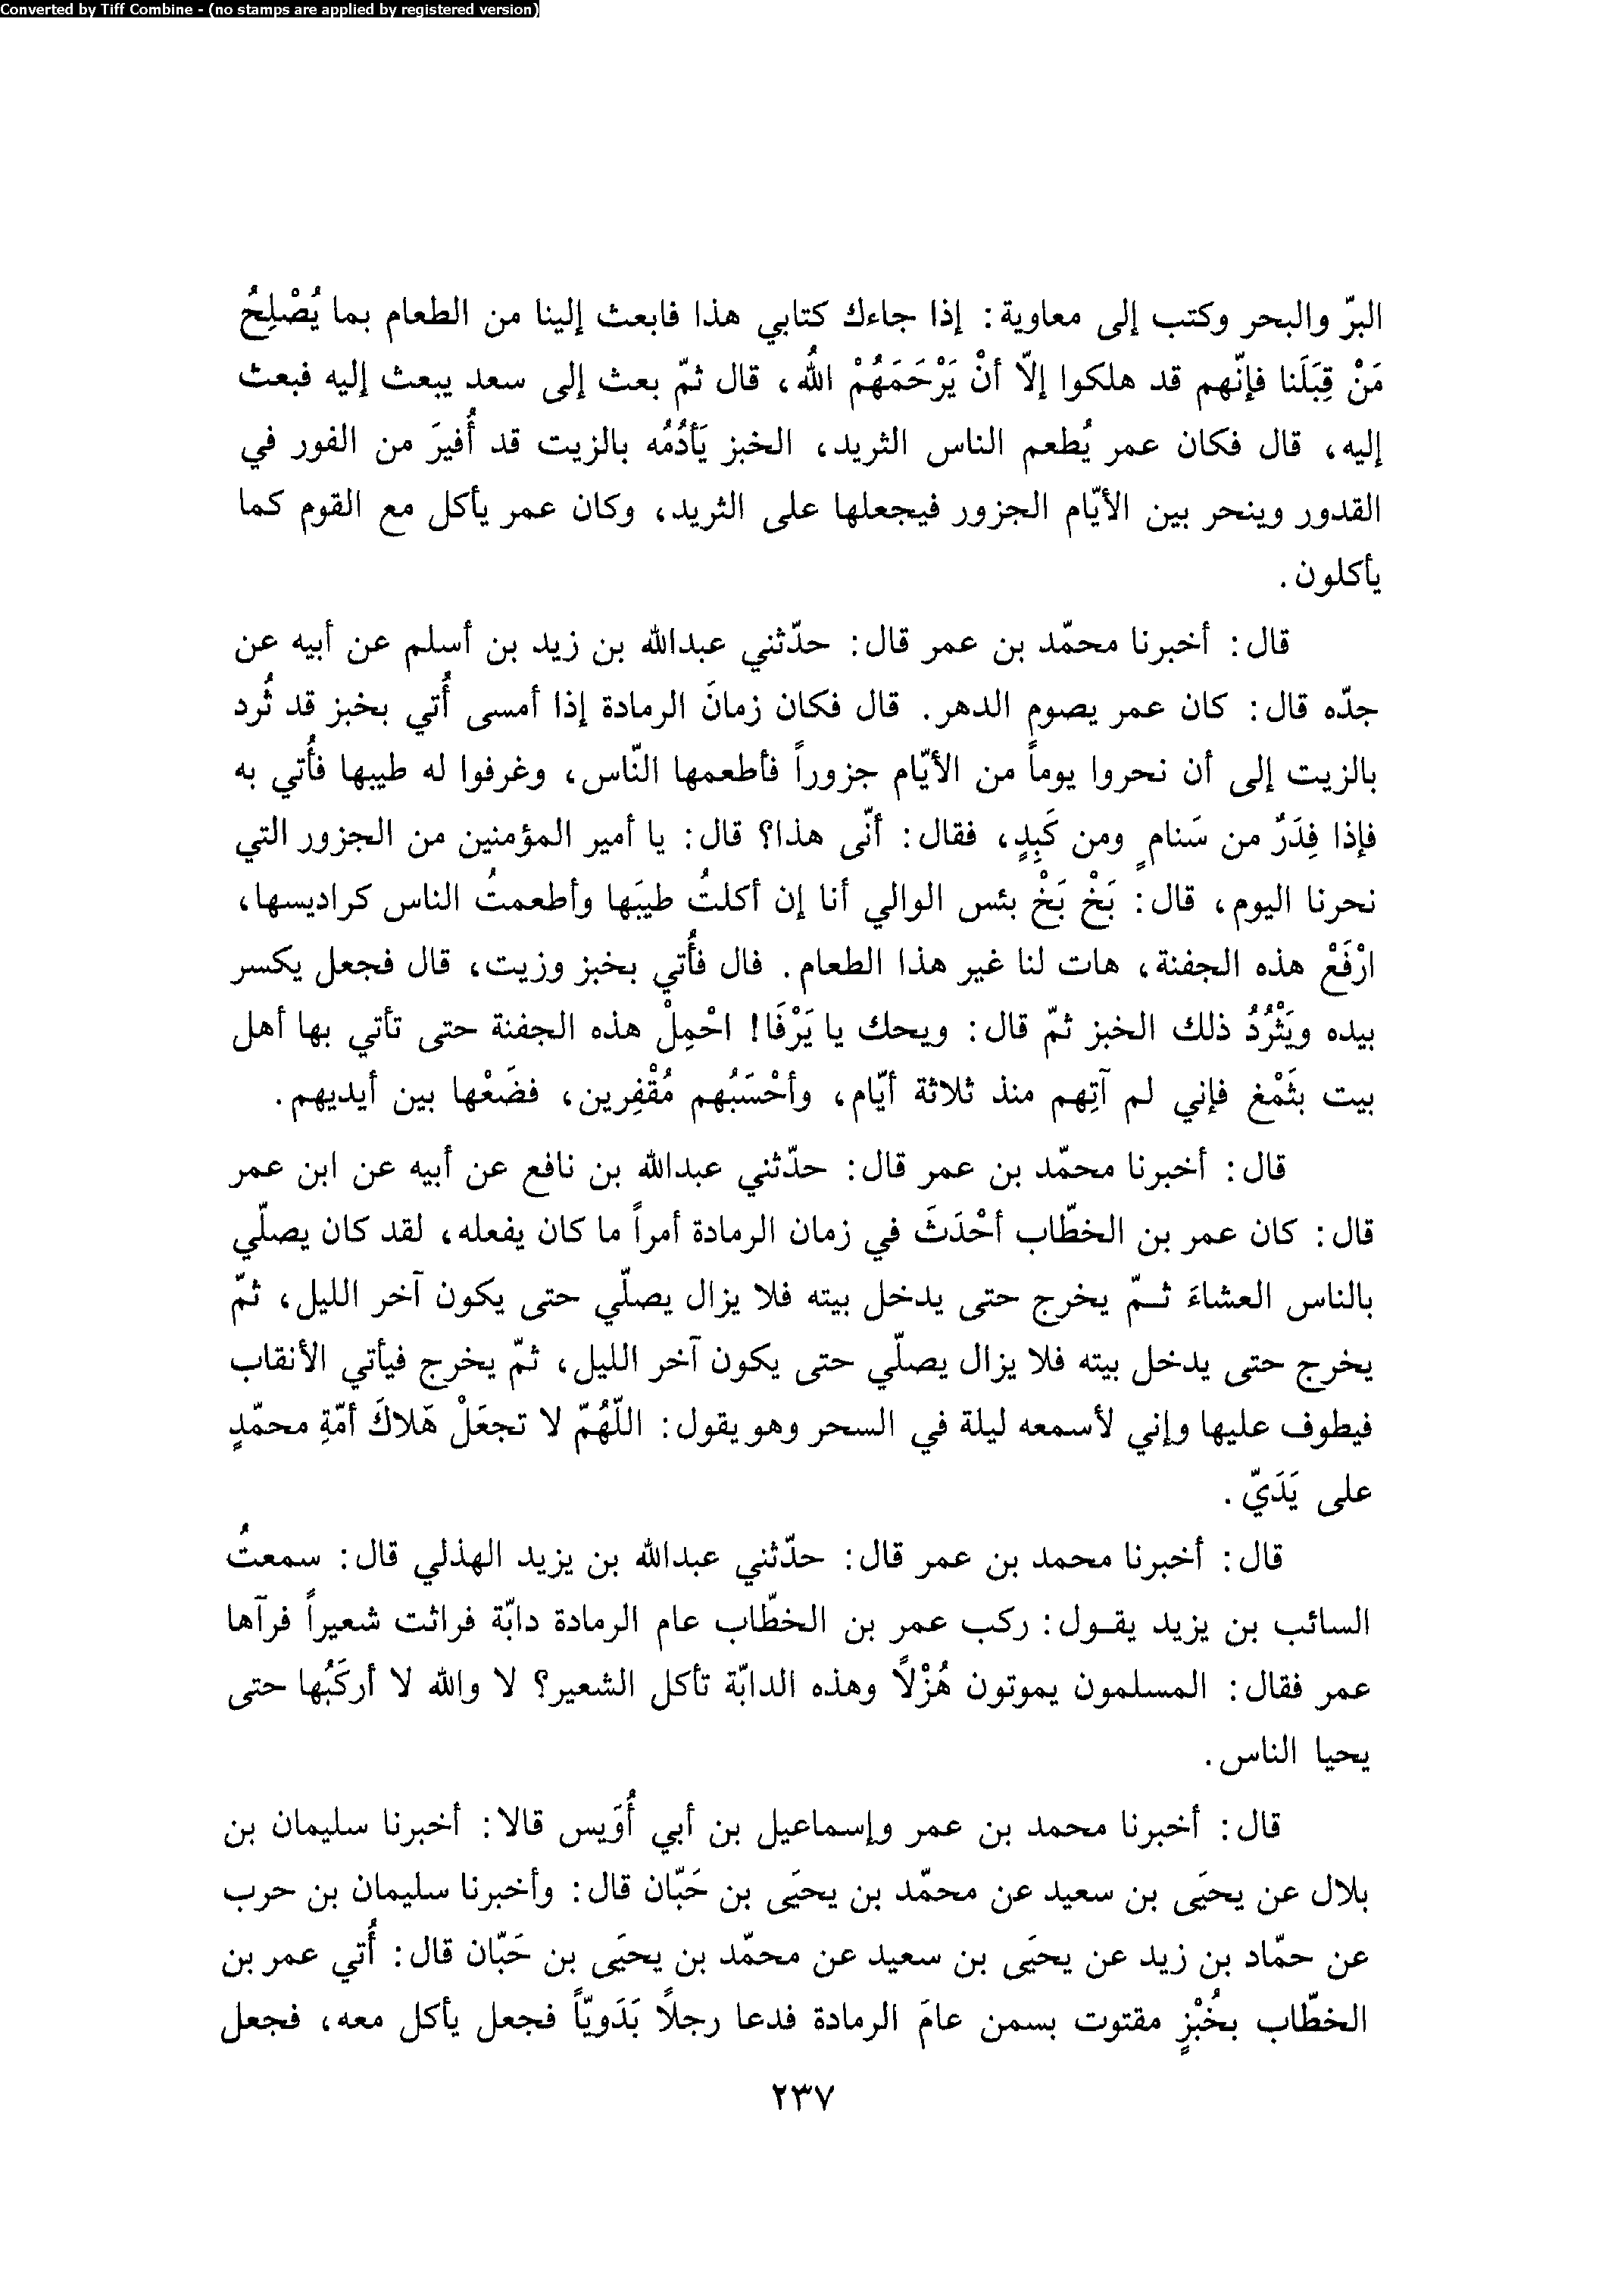 Converted by Tiff Combine - (no stamps are applied by registered version)
البرّ والبحر وكتب إلى معاوية: إذا جاءك كتابي هذا فابعث إلينا من الطعام بما يُصْلِحُ
مَنْ قِبَلَنا فإنّهم قد هلكوا إلاّ أنْ يَرْحَمَهُمْ اللهُ، قال ثمّ بعث إلى سعد يبعث إليه فبعث
إليه، قال فكان عمر يُطعم الناس الثريد، الخبز يَأدُمُه بالزيت قد أُفيرَ من الفور في
القدور وينحر بين الأيّام الجزور فيجعلها على الثريد، وكان عمر يأكل مع القوم كما
يأكلون.
قال: أخبرنا محمّد بن عمر قال: حدّثني عبدالله بن زيد بن أسلم عن أبيه عن
جدّه قال: كان عمر يصوم الدهر. قال فكان زمانَ الرمادة إذا أمسى أُتي بخبز قد ثُرد
بالزيت إلى أن نحروا يوماً من الأيّام جزوراً فأطعمها النّاس، وغرفوا له طيبها فأُتي به
فإذا فِدَرٌ من سَنامٍ ومن كَبِدٍ، فقال: أنّى هذا؟ قال: يا أمير المؤمنين من الجزور التي
نحرنا اليوم، قال: بَخْ بَخْ بئس الوالي أنا إن أكلتُ طيبَها وأطعمتُ الناس كراديسها،
ارْفَعْ هذه الجفنة، هات لنا غير هذا الطعام. فال فأُتي بخبز وزيت، قال فجعل يكسر
بيده ويَثْرُدُ ذلك الخبز ثمّ قال: ويحك يا يَرْفَا! احْمِلْ هذه الجفنة حتى تأتي بها أهل
بيت بثَمْغ فإني لم آتِهم منذ ثلاثة أيّام، وأحْسَبُهم مُقْفِرين، فضَعْها بين أيديهم.
قال: أخبرنا محمّد بن عمر قال: حدّثني عبدالله بن نافع عن أبيه عن ابن عمر
قال: كان عمر بن الخطّاب أحْدَثَ في زمان الرمادة أمراً ما كان يفعله، لقد كان يصلّي
بالناس العشاءَ ثــمّ يخرج حتى يدخل بيته فلا يزال يصلّي حتى يكون آخر الليل، ثمّ
يخرج حتى يدخل بيته فلا يزال يصلّي حتى يكون آخر الليل، ثمّ يخرج فيأتي الأنقاب
فيطوف عليها وإني لأسمعه ليلة في السحر وهو يقول: اللّهُمّ لا تجعَلْ هَلاكَ أمّةِ محمّدٍ
على يَدَيّ.
قال: أخبرنا محمد بن عمر قال: حدّثني عبدالله بن يزيد الهذلي قال: سمعتُ
السائب بن يزيد يقــول: ركب عمر بن الخطّاب عام الرمادة دابّة فراثت شعيراً فرآها
عمر فقال: المسلمون يموتون هُزْلاً وهذه الدابّة تأكل الشعير؟ لا والله لا أركَبُها حتى
يحيا الناس.
قال: أخبرنا محمد بن عمر وإسماعيل بن أبي أُوَيس قالا: أخبرنا سليمان بن
بلال عن يحيَى بن سعيد عن محمّد بن يحيَى بن حَبّان قال: وأخبرنا سليمان بن حرب
عن حمّاد بن زيد عن يحيَى بن سعيد عن محمّد بن يحيَى بن حَبّان قال: أُتي عمر بن
الخطّاب بخُبْزٍ مفتوت بسمن عامَ الرمادة فدعا رجلاً بَدَويّاً فجعل يأكل معه، فجعل
٢٣٧